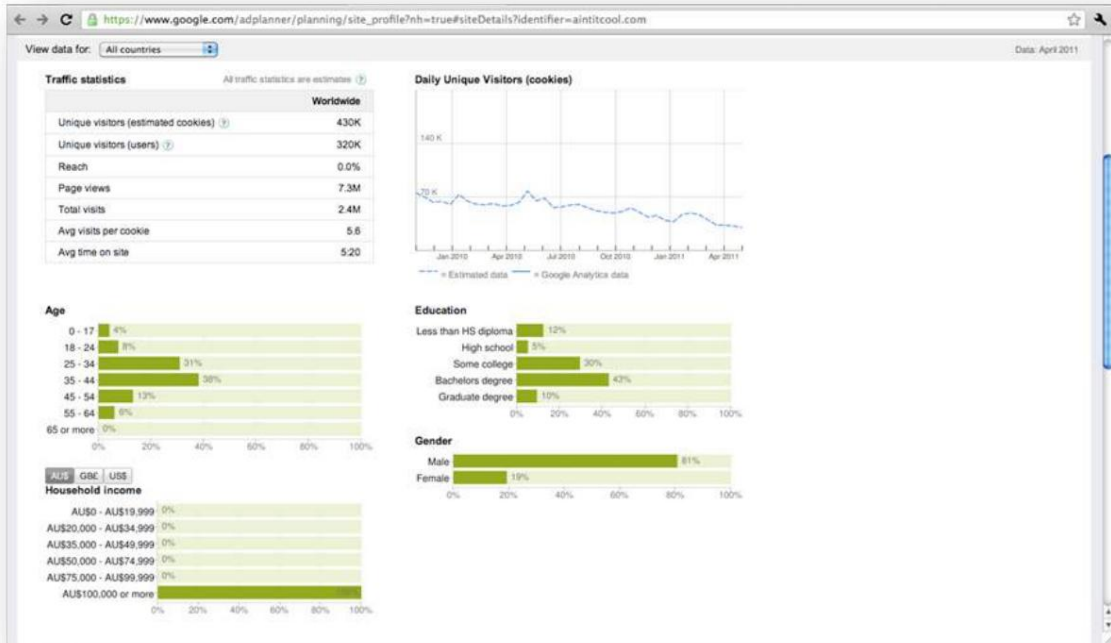 https://www.google.com/adplanner/planning/site_profile?nh=true#siteDetails?identifier=aintitcool.com
View data for: All countries Data: April 2011
Traffic statistics All traffic statistics are estimates ?
Worldwide
Unique visitors (estimated cookies) ? 430K
Unique visitors (users) ? 320K
Reach 0.0%
Page views 7.3M
Total visits 2.4M
Avg visits per cookie 5.6
Avg time on site 5:20
Daily Unique Visitors (cookies)
140 K
70 K
Jan 2010 Apr 2010 Jul 2010 Oct 2010 Jan 2011 Apr 2011
= Estimated data = Google Analytics data
Age
0 - 17 4%
18 - 24 8%
25 - 34 31%
35 - 44 38%
45 - 54 13%
55 - 64 6%
65 or more 0%
0% 20% 40% 60% 80% 100%
Education
Less than HS diploma 12%
High school 5%
Some college 30%
Bachelors degree 43%
Graduate degree 10%
0% 20% 40% 60% 80% 100%
Gender
Male 81%
Female 19%
0% 20% 40% 60% 80% 100%
AU$ GB£ US$
Household income
AU$0 - AU$19,999 0%
AU$20,000 - AU$34,999 0%
AU$35,000 - AU$49,999 0%
AU$50,000 - AU$74,999 0%
AU$75,000 - AU$99,999 0%
AU$100,000 or more 100%
0% 20% 40% 60% 80% 100%